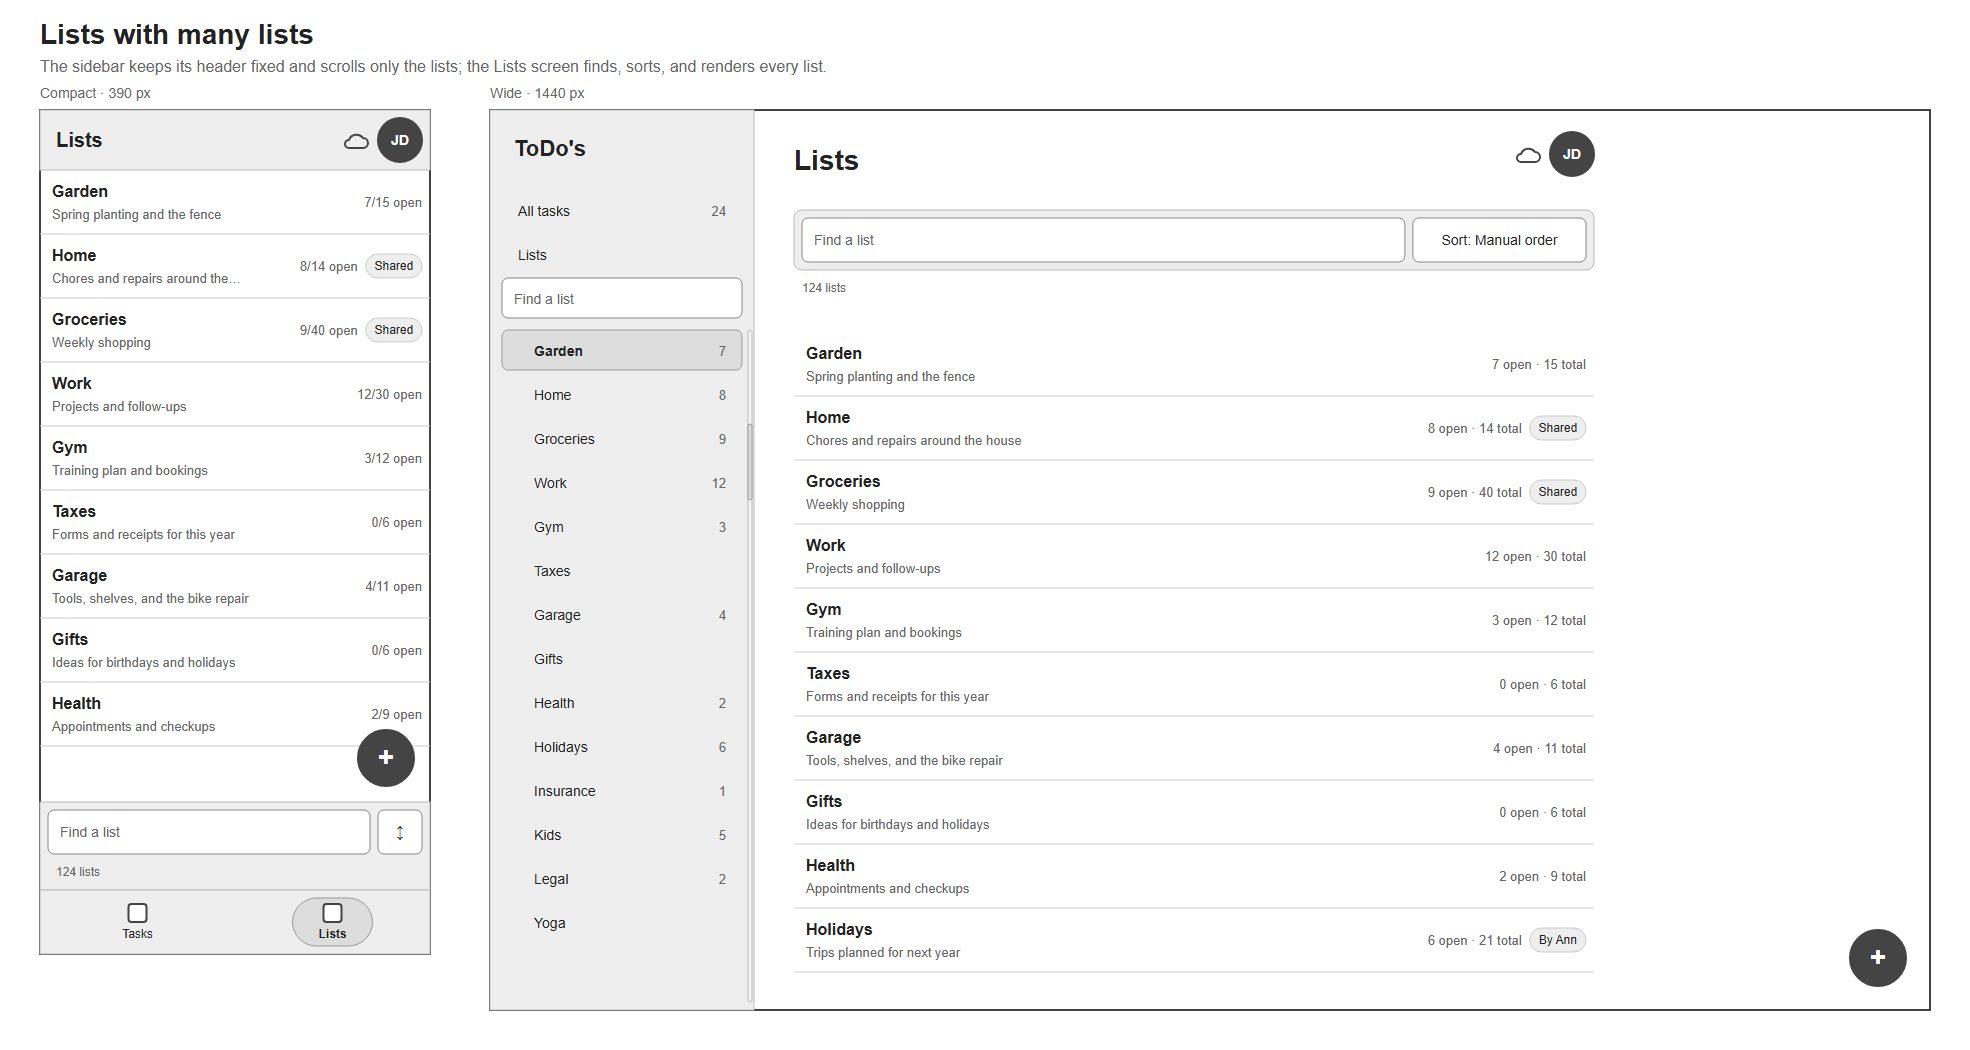 Lists with many lists
The sidebar keeps its header fixed and scrolls only the lists; the Lists screen finds, sorts, and renders every list.
Compact · 390 px
Lists
JD
Garden
Spring planting and the fence
7/15 open
Home
Chores and repairs around the…
8/14 open
Shared
Groceries
Weekly shopping
9/40 open
Shared
Work
Projects and follow-ups
12/30 open
Gym
Training plan and bookings
3/12 open
Taxes
Forms and receipts for this year
0/6 open
Garage
Tools, shelves, and the bike repair
4/11 open
Gifts
Ideas for birthdays and holidays
0/6 open
Health
Appointments and checkups
2/9 open
+
Find a list
↕
124 lists
Tasks
Lists
Wide · 1440 px
ToDo's
All tasks 24
Lists
Find a list
Garden 7
Home 8
Groceries 9
Work 12
Gym 3
Taxes
Garage 4
Gifts
Health 2
Holidays 6
Insurance 1
Kids 5
Legal 2
Yoga
Lists
JD
Find a list
Sort: Manual order
124 lists
Garden
Spring planting and the fence
7 open · 15 total
Home
Chores and repairs around the house
8 open · 14 total
Shared
Groceries
Weekly shopping
9 open · 40 total
Shared
Work
Projects and follow-ups
12 open · 30 total
Gym
Training plan and bookings
3 open · 12 total
Taxes
Forms and receipts for this year
0 open · 6 total
Garage
Tools, shelves, and the bike repair
4 open · 11 total
Gifts
Ideas for birthdays and holidays
0 open · 6 total
Health
Appointments and checkups
2 open · 9 total
Holidays
Trips planned for next year
6 open · 21 total
By Ann
+